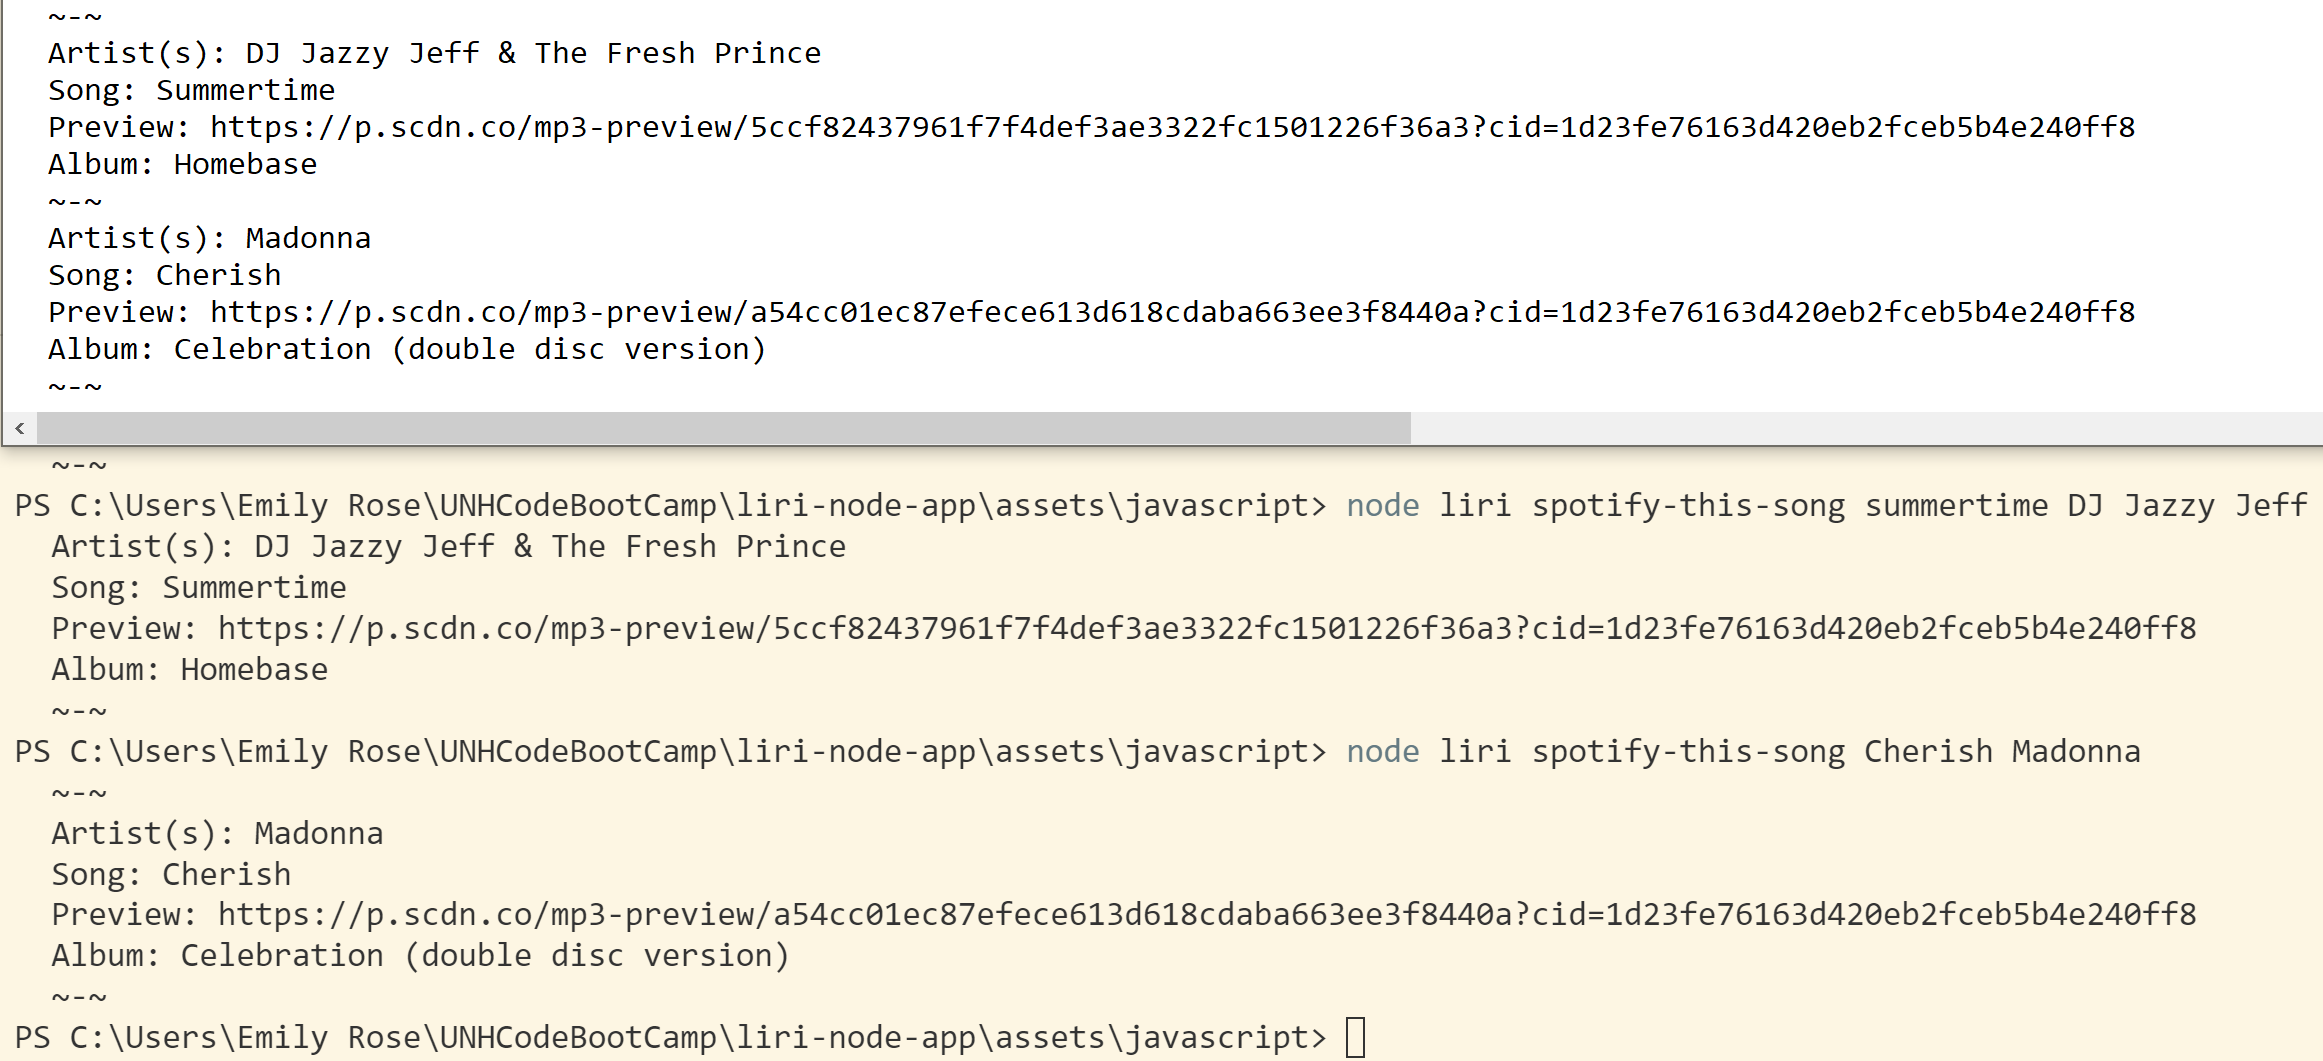 ~-~
Artist(s): DJ Jazzy Jeff & The Fresh Prince
Song: Summertime
Preview: https://p.scdn.co/mp3-preview/5ccf82437961f7f4def3ae3322fc1501226f36a3?cid=1d23fe76163d420eb2fceb5b4e240ff8
Album: Homebase
~-~
Artist(s): Madonna
Song: Cherish
Preview: https://p.scdn.co/mp3-preview/a54cc01ec87efece613d618cdaba663ee3f8440a?cid=1d23fe76163d420eb2fceb5b4e240ff8
Album: Celebration (double disc version)
~-~
~-~
PS C:\Users\Emily Rose\UNHCodeBootCamp\liri-node-app\assets\javascript> node liri spotify-this-song summertime DJ Jazzy Jeff
Artist(s): DJ Jazzy Jeff & The Fresh Prince
Song: Summertime
Preview: https://p.scdn.co/mp3-preview/5ccf82437961f7f4def3ae3322fc1501226f36a3?cid=1d23fe76163d420eb2fceb5b4e240ff8
Album: Homebase
~-~
PS C:\Users\Emily Rose\UNHCodeBootCamp\liri-node-app\assets\javascript> node liri spotify-this-song Cherish Madonna
~-~
Artist(s): Madonna
Song: Cherish
Preview: https://p.scdn.co/mp3-preview/a54cc01ec87efece613d618cdaba663ee3f8440a?cid=1d23fe76163d420eb2fceb5b4e240ff8
Album: Celebration (double disc version)
~-~
PS C:\Users\Emily Rose\UNHCodeBootCamp\liri-node-app\assets\javascript>